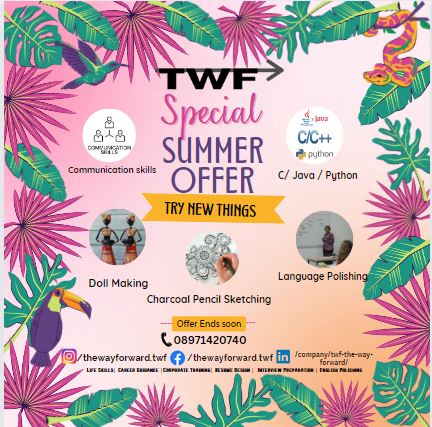 TWF
Special
SUMMER
OFFER
TRY NEW THINGS
COMMUNICATION
SKILLS
Communication skills
Java
C/C++
python
C/ Java / Python
Doll Making
Charcoal Pencil Sketching
Language Polishing
Offer Ends soon
08971420740
/thewayforward.twf
/thewayforward.twf
/company/twf-the-way-
forward/
Life Skills| Career Guidance |Corporate Training| Resume Design | Interview Preparation | English Polishing